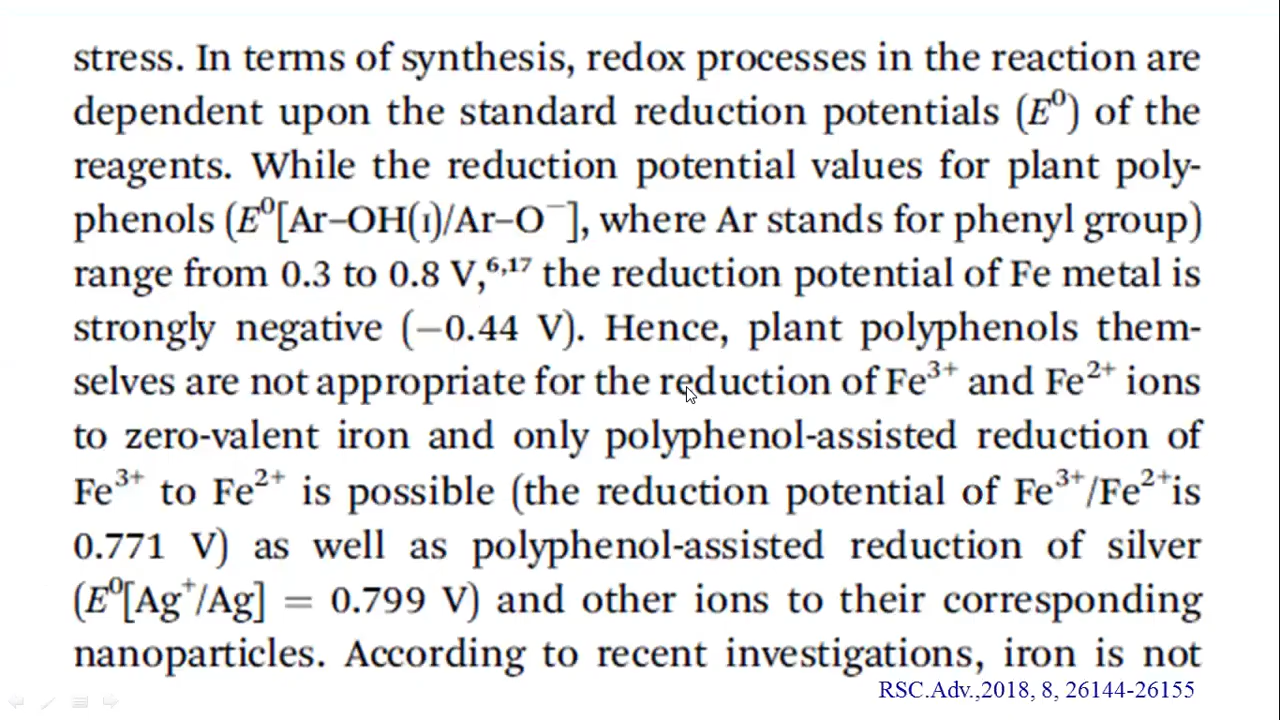 stress. In terms of synthesis, redox processes in the reaction are
dependent upon the standard reduction potentials (E⁰) of the
reagents. While the reduction potential values for plant poly-
phenols (E⁰[Ar–OH(ı)/Ar–O⁻], where Ar stands for phenyl group)
range from 0.3 to 0.8 V,⁶,¹⁷ the reduction potential of Fe metal is
strongly negative (−0.44 V). Hence, plant polyphenols them-
selves are not appropriate for the reduction of Fe³⁺ and Fe²⁺ ions
to zero-valent iron and only polyphenol-assisted reduction of
Fe³⁺ to Fe²⁺ is possible (the reduction potential of Fe³⁺/Fe²⁺is
0.771 V) as well as polyphenol-assisted reduction of silver
(E⁰[Ag⁺/Ag] = 0.799 V) and other ions to their corresponding
nanoparticles. According to recent investigations, iron is not
RSC.Adv.,2018, 8, 26144-26155